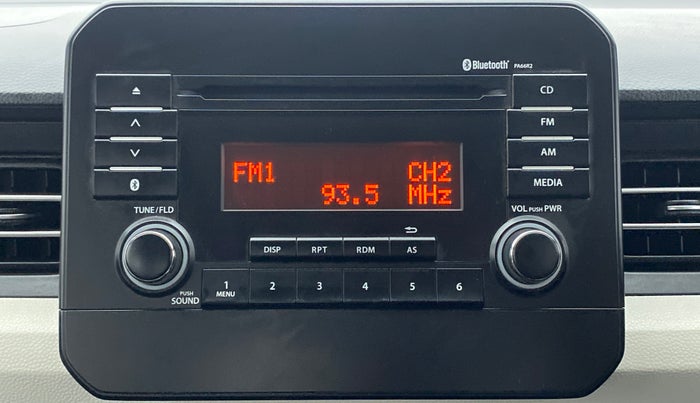 Bluetooth® PA66R2
CD
FM
AM
MEDIA
FM1 CH2
93.5 MHz
TUNE/FLD
VOL PUSH PWR
DISP RPT RDM AS
PUSH SOUND
1 MENU 2 3 4 5 6